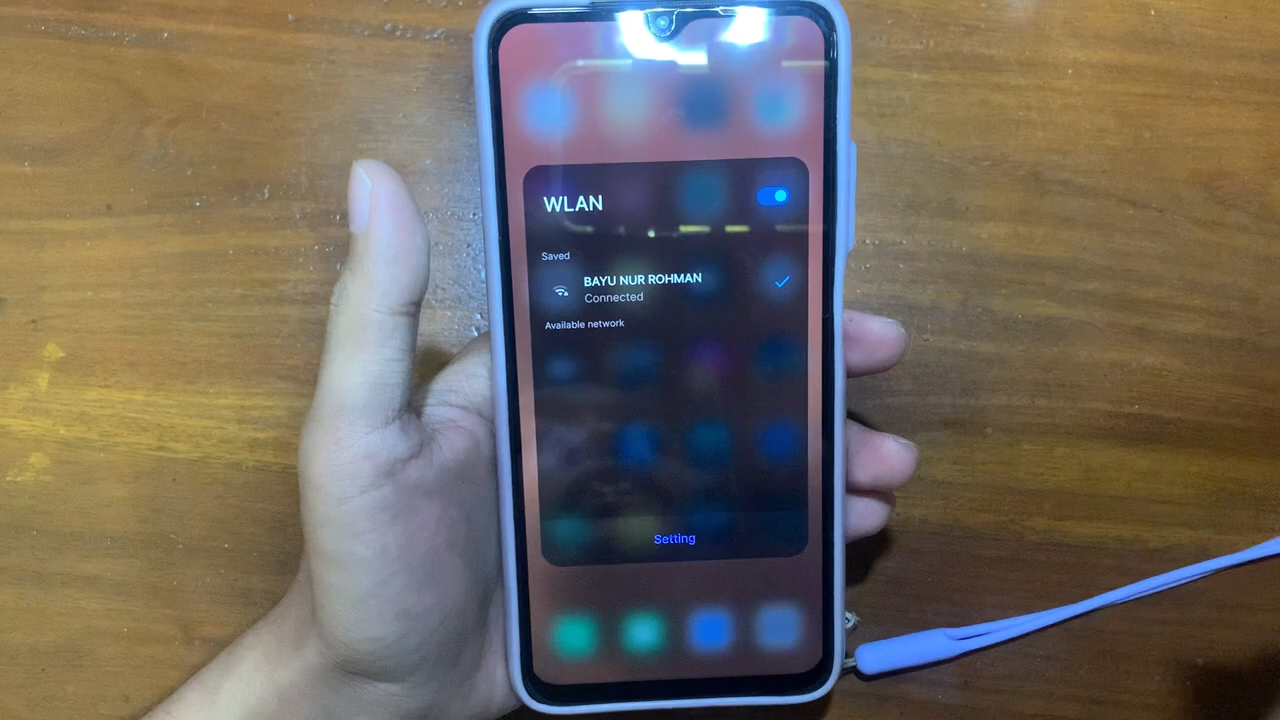 WLAN
Saved
BAYU NUR ROHMAN
Connected
Available network
Setting